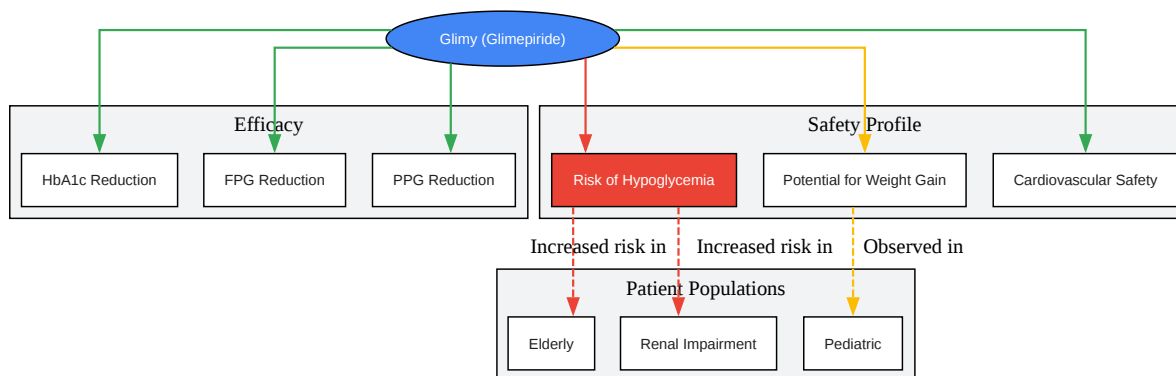 Glimy (Glimepiride)
Efficacy
Safety Profile
HbA1c Reduction
FPG Reduction
PPG Reduction
Risk of Hypoglycemia
Potential for Weight Gain
Cardiovascular Safety
Increased risk in
Increased risk in
Observed in
Patient Populations
Elderly
Renal Impairment
Pediatric